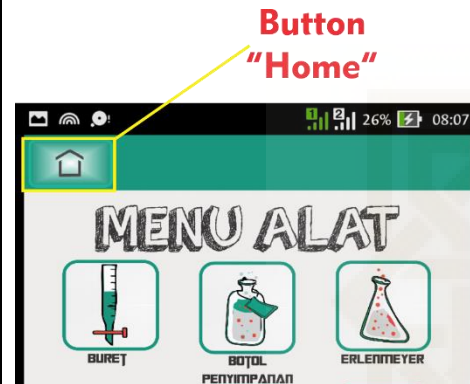 Button
"Home"
26% 08:07
MENU ALAT
BURET
BOTOL
PENYIMPANAN
ERLENMEYER